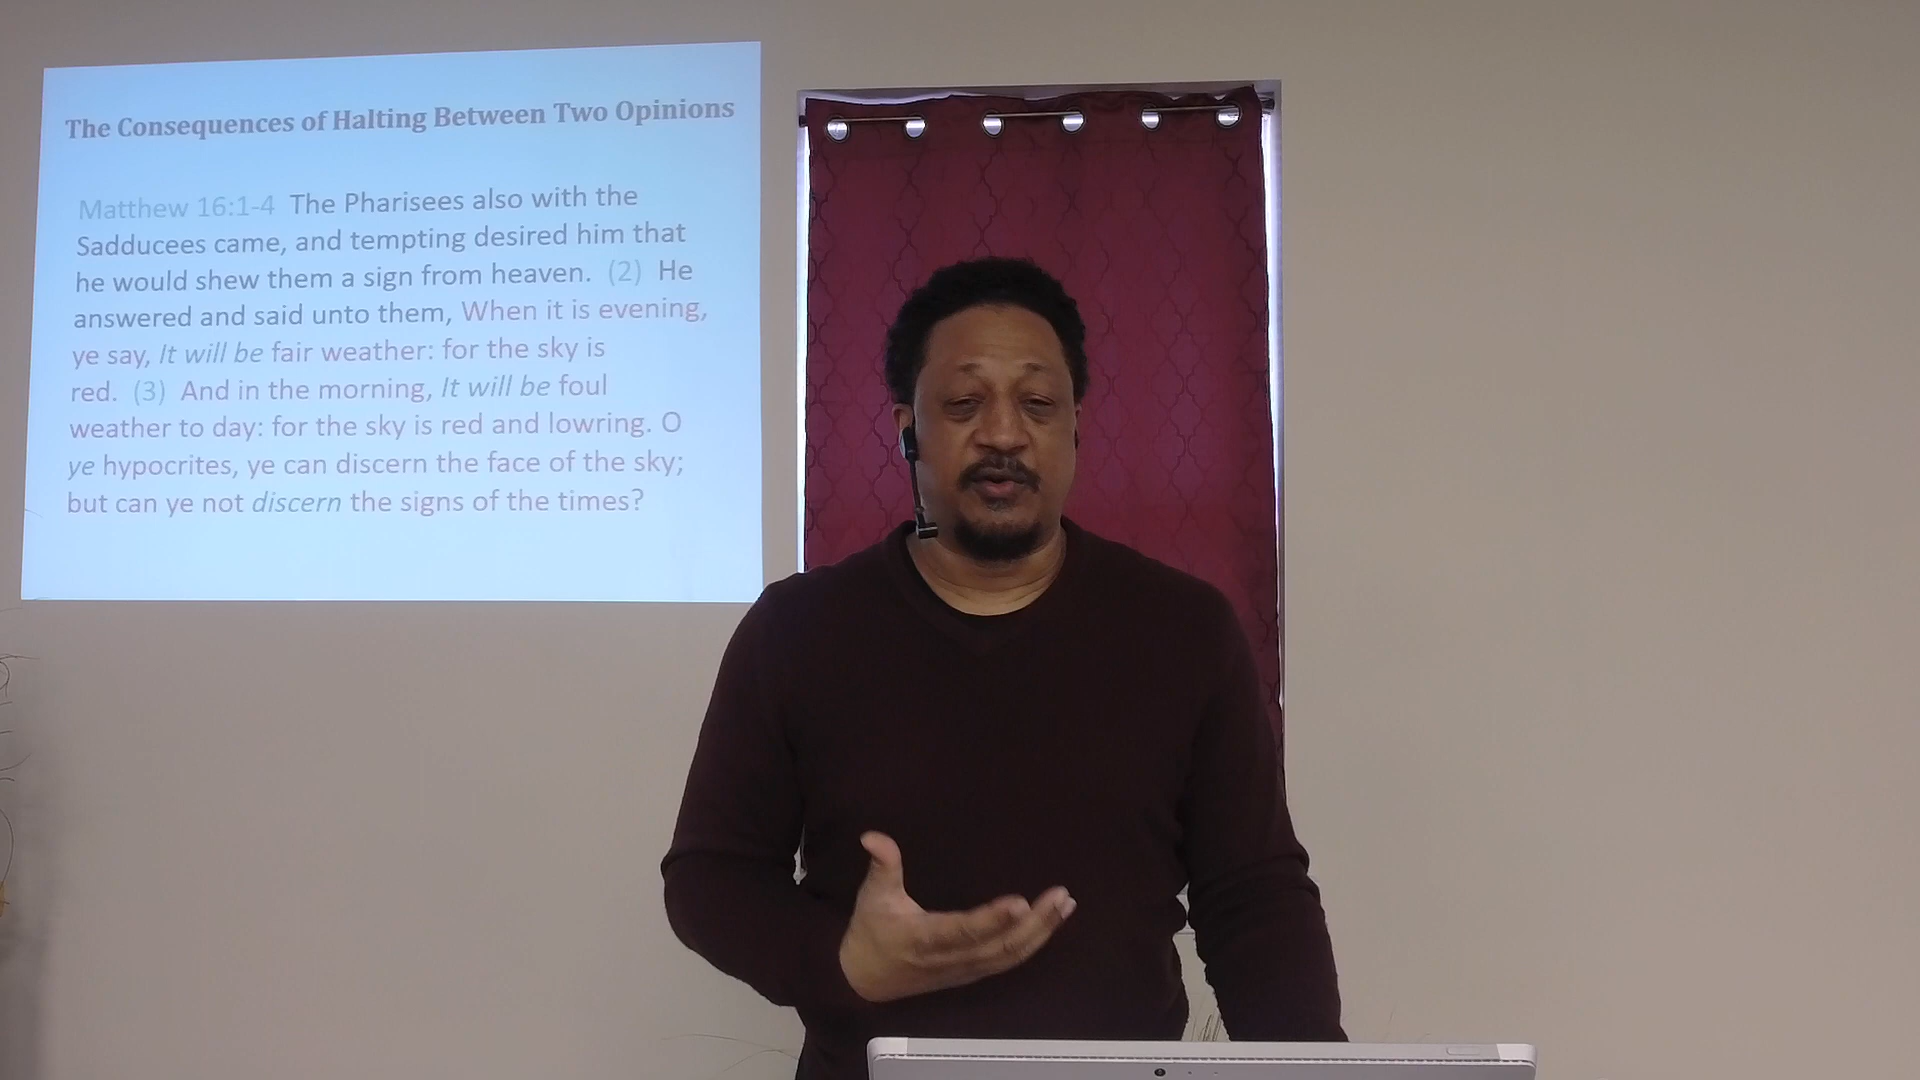 The Consequences of Halting Between Two Opinions
Matthew 16:1-4  The Pharisees also with the
Sadducees came, and tempting desired him that
he would shew them a sign from heaven.  (2)  He
answered and said unto them, When it is evening,
ye say, It will be fair weather: for the sky is
red.  (3)  And in the morning, It will be foul
weather to day: for the sky is red and lowring. O
ye hypocrites, ye can discern the face of the sky;
but can ye not discern the signs of the times?